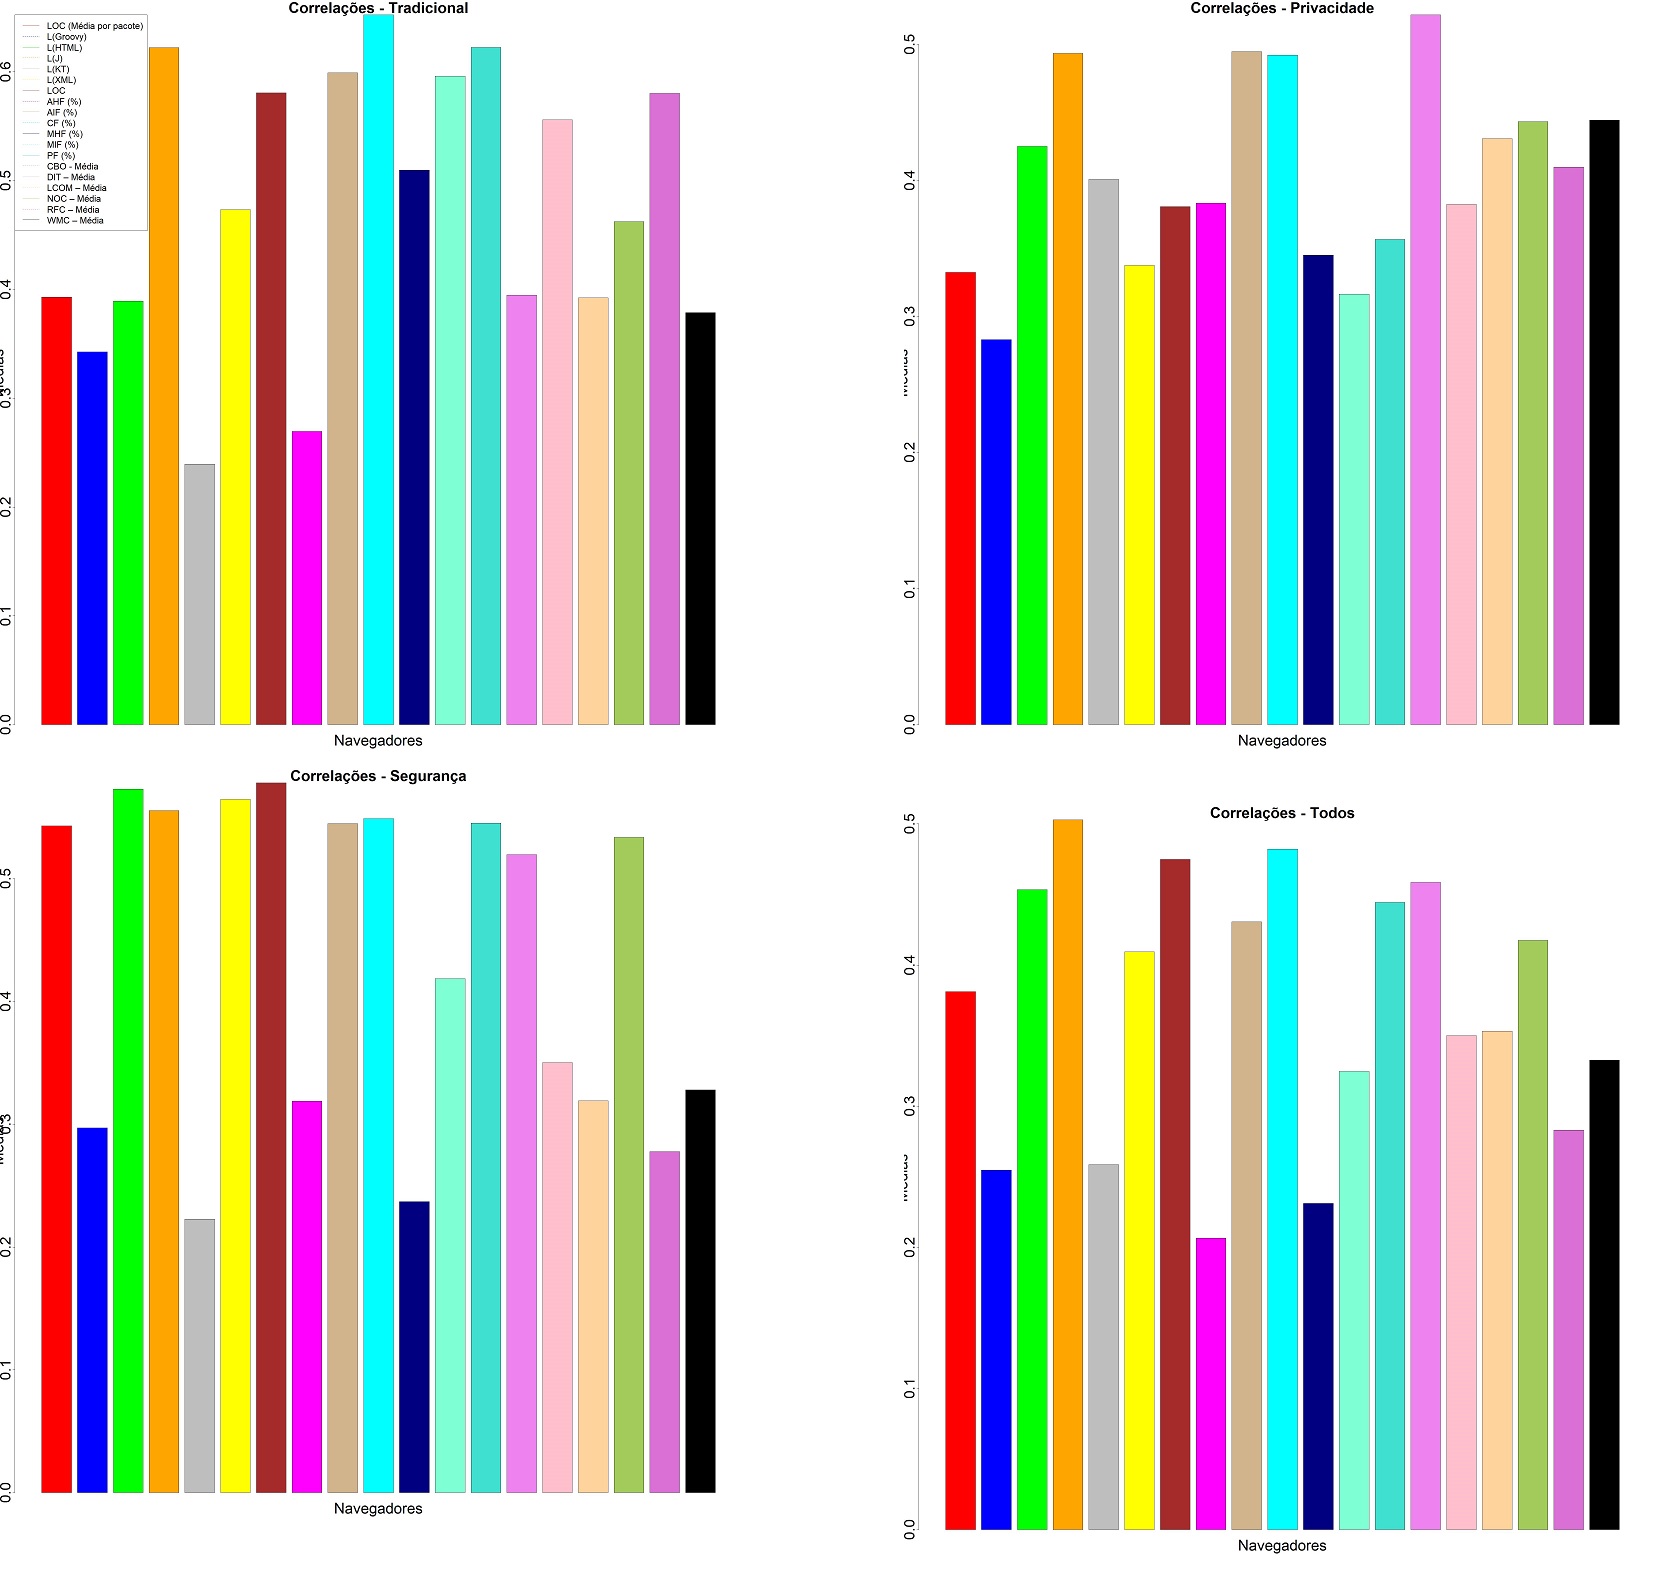 Correlações - Tradicional
LOC (Média por pacote)
L(Groovy)
L(HTML)
L(J)
L(KT)
L(XML)
LOC
AHF (%)
AIF (%)
CF (%)
MHF (%)
MIF (%)
PF (%)
CBO - Média
DIT – Média
LCOM – Média
NOC – Média
RFC – Média
WMC – Média
0.6
0.5
0.4
0.3
0.2
0.1
0.0
Navegadores
Correlações - Privacidade
0.5
0.4
0.3
Médias
0.2
0.1
0.0
Navegadores
Correlações - Segurança
0.5
0.4
0.3
0.2
0.1
0.0
Navegadores
Correlações - Todos
0.5
0.4
0.3
Médias
0.2
0.1
0.0
Navegadores